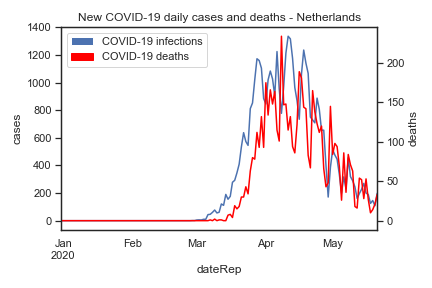 New COVID-19 daily cases and deaths - Netherlands
COVID-19 infections
COVID-19 deaths
1400
1200
1000
800
600
400
200
0
cases
200
150
100
50
0
deaths
Jan
2020
Feb
Mar
Apr
May
dateRep